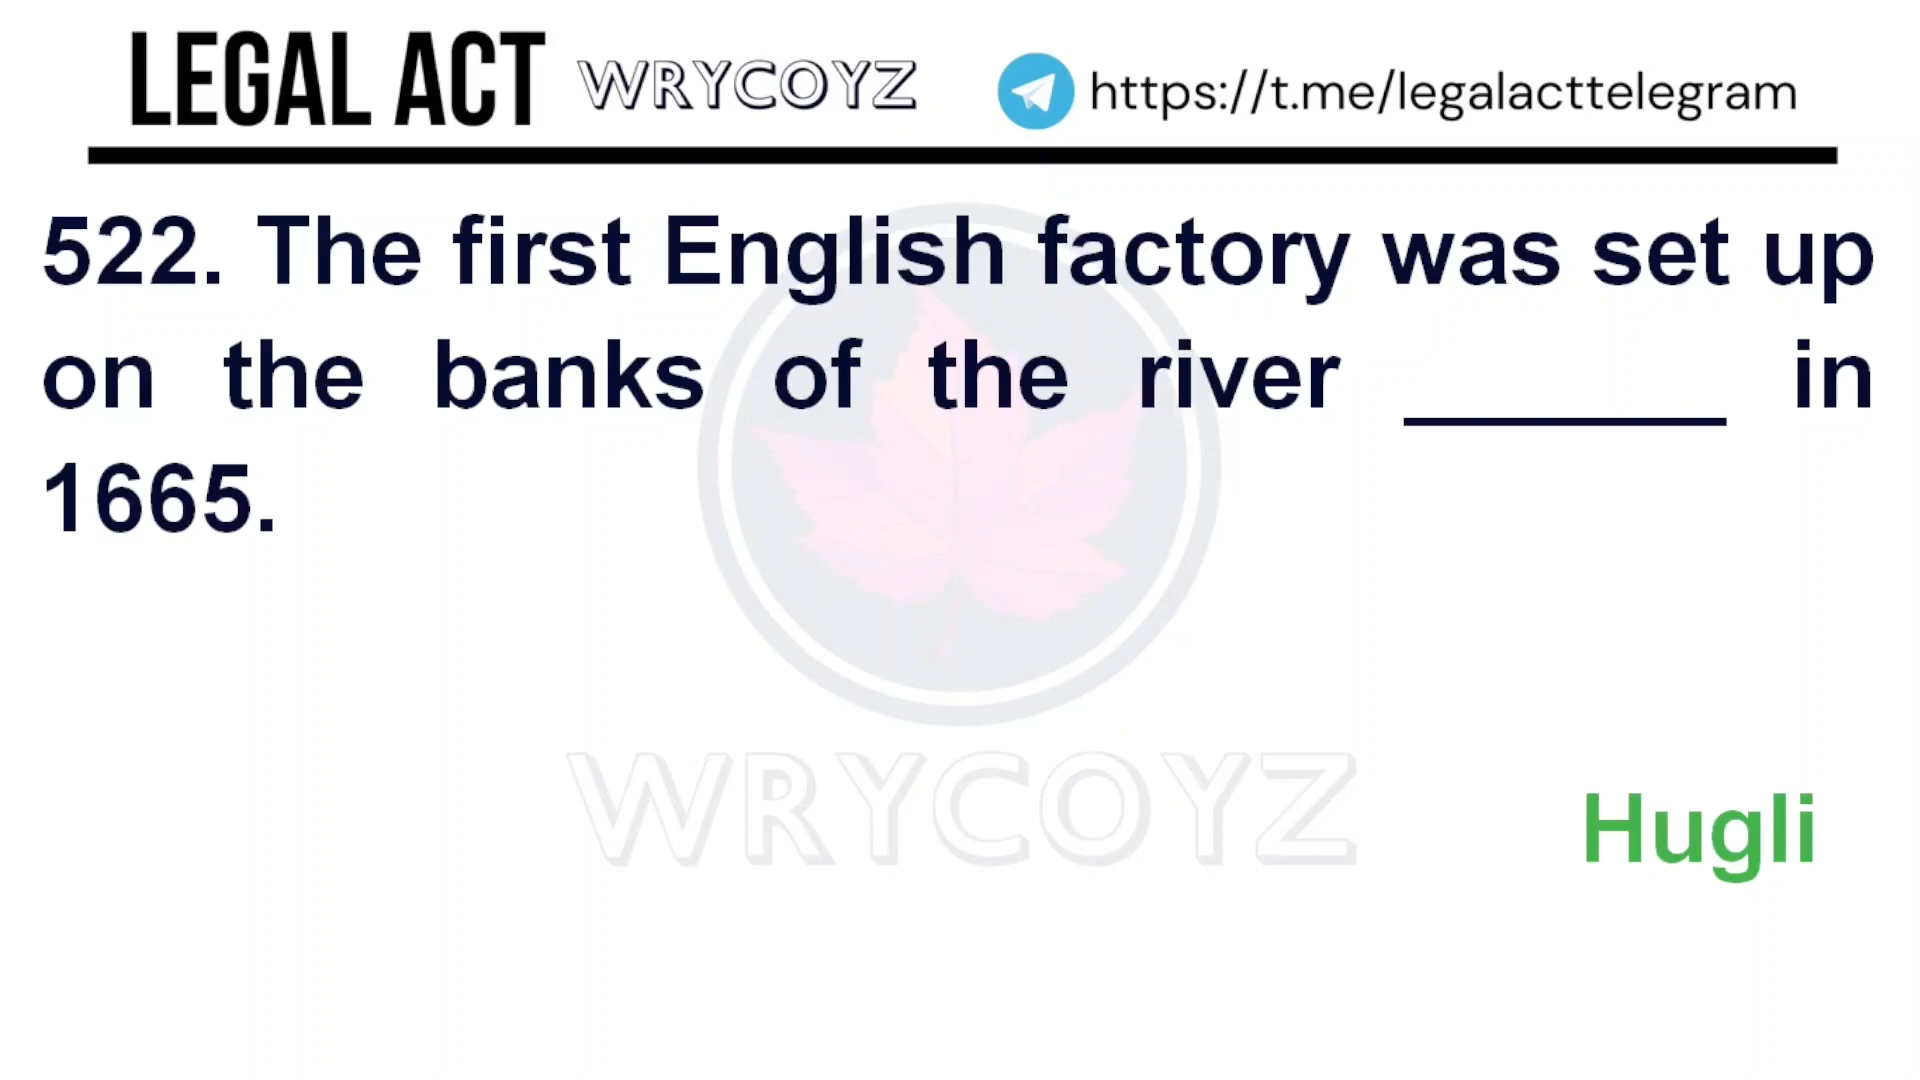 LEGAL ACT WRYCOYZ https://t.me/legalacttelegram
522. The first English factory was set up
on the banks of the river _______ in
1665.
WRYCOYZ
Hugli